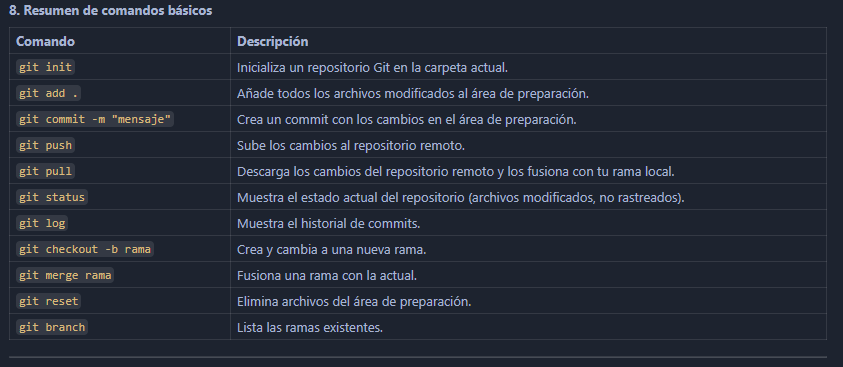 8. Resumen de comandos básicos
Comando Descripción
git init Inicializa un repositorio Git en la carpeta actual.
git add . Añade todos los archivos modificados al área de preparación.
git commit -m "mensaje" Crea un commit con los cambios en el área de preparación.
git push Sube los cambios al repositorio remoto.
git pull Descarga los cambios del repositorio remoto y los fusiona con tu rama local.
git status Muestra el estado actual del repositorio (archivos modificados, no rastreados).
git log Muestra el historial de commits.
git checkout -b rama Crea y cambia a una nueva rama.
git merge rama Fusiona una rama con la actual.
git reset Elimina archivos del área de preparación.
git branch Lista las ramas existentes.